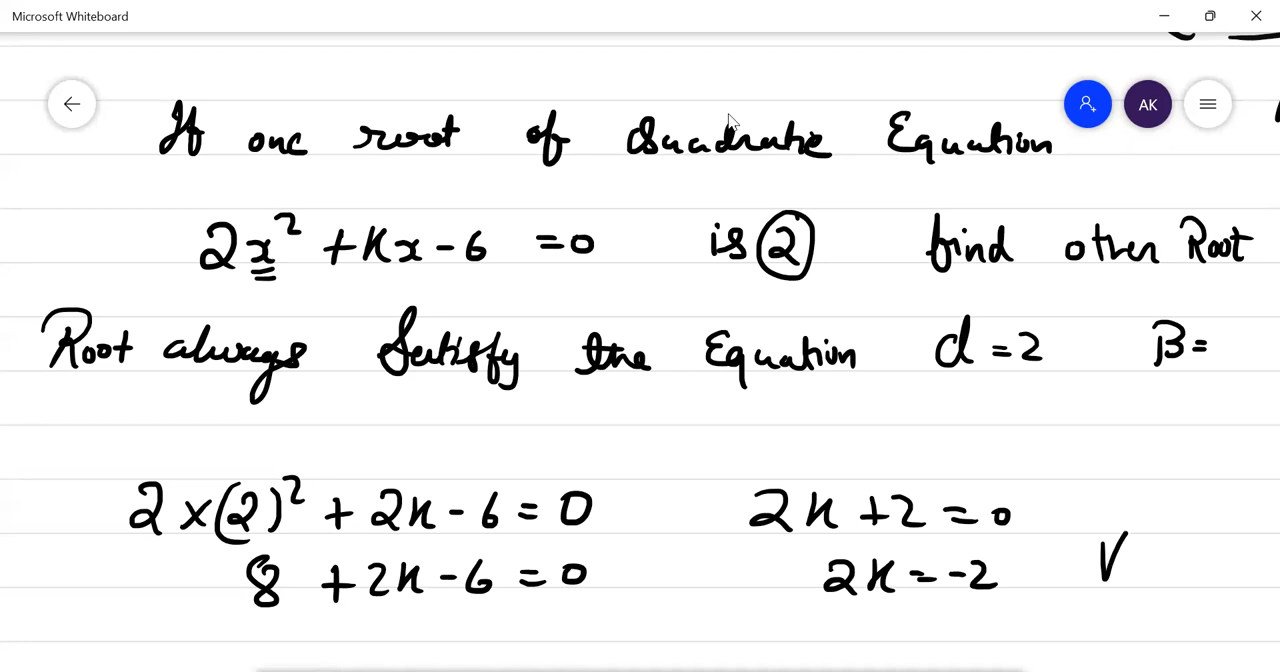 Microsoft Whiteboard
AK
If one root of Quadratic Equation
2x² + Kx - 6 = 0 is 2 find other Root
Root always Satisfy the Equation α = 2 β =
2 × (2)² + 2K - 6 = 0 2K + 2 = 0
8 + 2K - 6 = 0 2K = -2